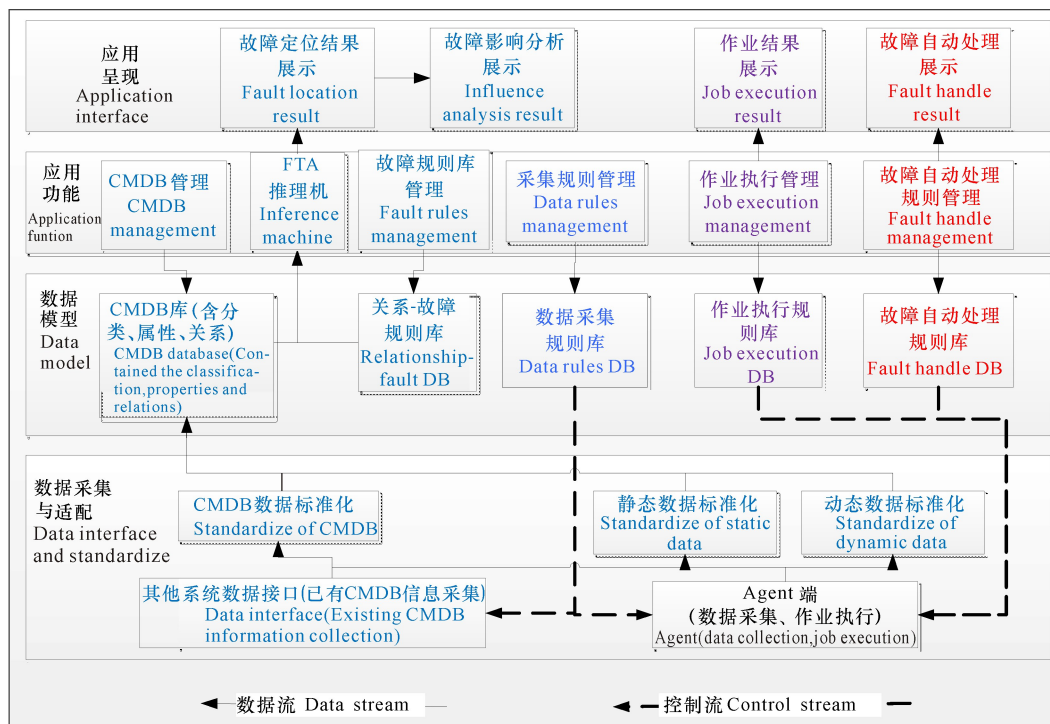 应用
呈现
Application
interface
故障定位结果
展示
Fault location
result
故障影响分析
展示
Influence
analysis result
作业结果
展示
Job execution
result
故障自动处理
展示
Fault handle
result
应用
功能
Application
funtion
CMDB管理
CMDB
management
FTA
推理机
Inference
machine
故障规则库
管理
Fault rules
management
采集规则管理
Data rules
management
作业执行管理
Job execution
management
故障自动处理
规则管理
Fault handle
management
数据
模型
Data
model
CMDB库(含分
类、属性、关系)
CMDB database(Con-
tained the classifica-
tion,properties and
relations)
关系-故障
规则库
Relationship-
fault DB
数据采集
规则库
Data rules DB
作业执行规
则库
Job execution
DB
故障自动处理
规则库
Fault handle DB
数据采集
与适配
Data interface
and standardize
CMDB数据标准化
Standardize of CMDB
静态数据标准化
Standardize of static
data
动态数据标准化
Standardize of
dynamic data
其他系统数据接口(已有CMDB信息采集)
Data interface(Existing CMDB
information collection)
Agent 端
(数据采集、作业执行)
Agent(data collection,job execution)
数据流 Data stream
控制流 Control stream